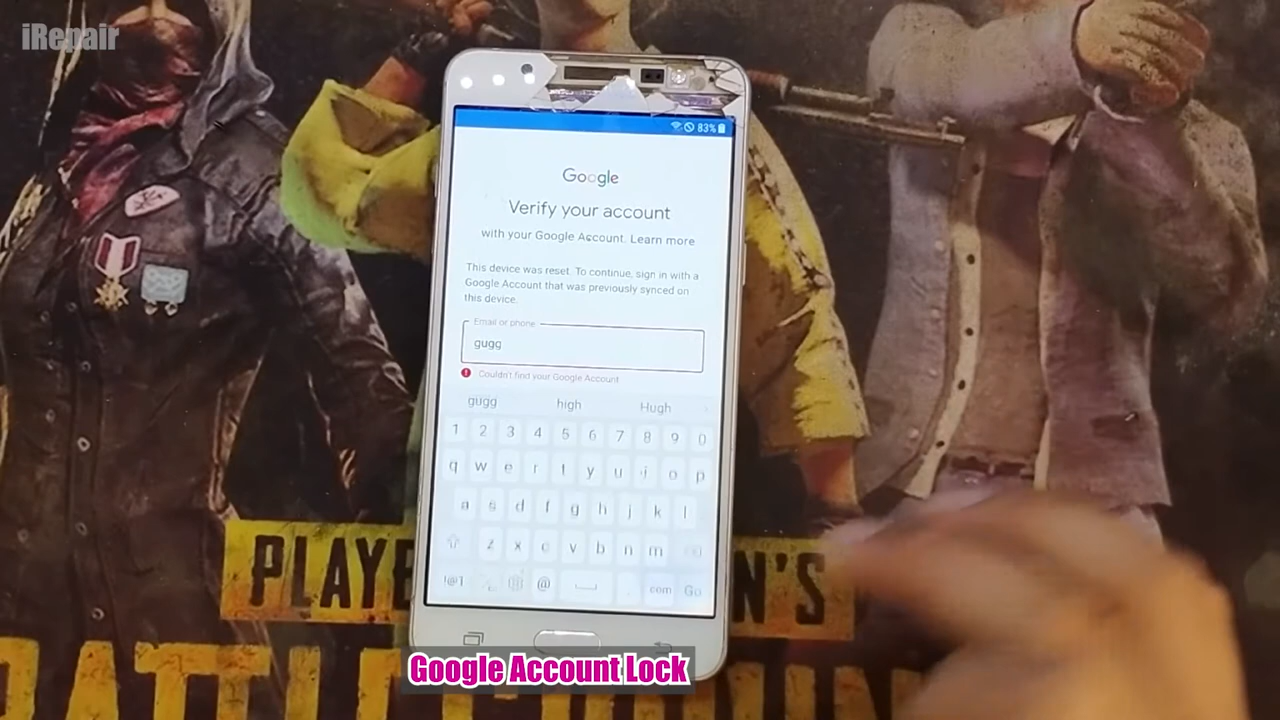 iRepair
83%
Google
Verify your account
with your Google Account. Learn more
This device was reset. To continue, sign in with a
Google Account that was previously synced on
this device.
Email or phone
gugg
Couldn't find your Google Account
gugg high Hugh
1 2 3 4 5 6 7 8 9 0
q w e r t y u i o p
a s d f g h j k l
z x c v b n m
!@1 @ . com Go
PLAYE N'S
Google Account Lock